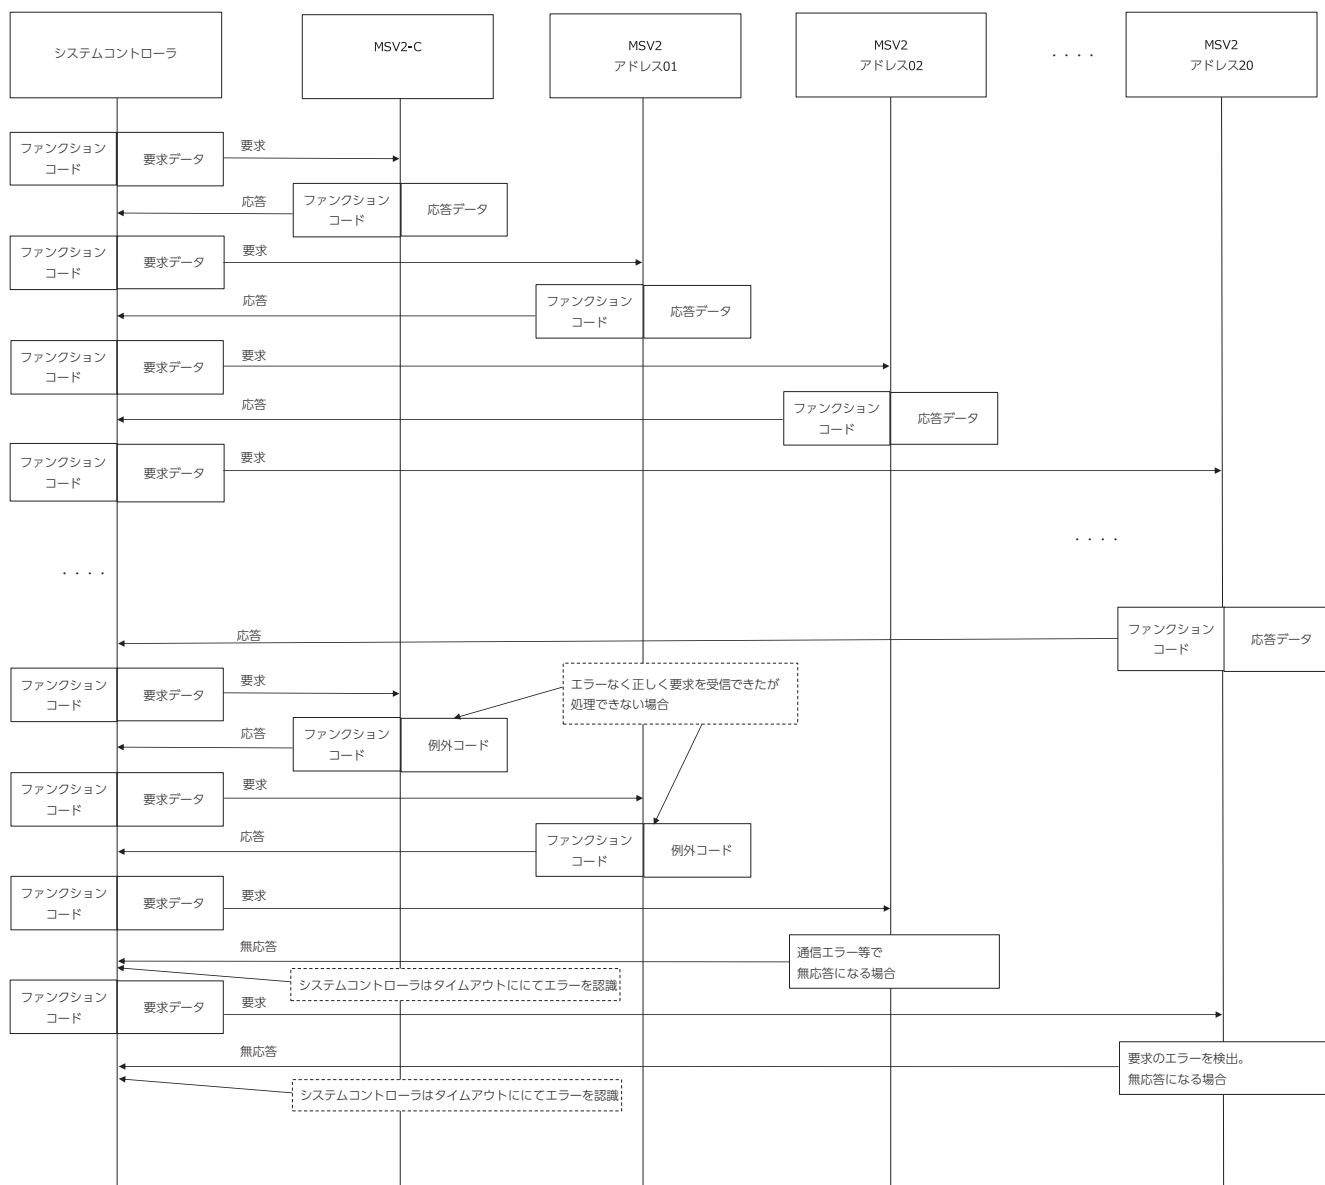 システムコントローラ
MSV2-C
MSV2
アドレス01
MSV2
アドレス02
・・・・
MSV2
アドレス20
ファンクション
コード
要求データ
要求
応答
ファンクション
コード
応答データ
ファンクション
コード
要求データ
要求
応答
ファンクション
コード
応答データ
ファンクション
コード
要求データ
要求
応答
ファンクション
コード
応答データ
ファンクション
コード
要求データ
要求
・・・・
・・・・
応答
ファンクション
コード
応答データ
ファンクション
コード
要求データ
要求
エラーなく正しく要求を受信できたが
処理できない場合
応答
ファンクション
コード
例外コード
ファンクション
コード
要求データ
要求
応答
ファンクション
コード
例外コード
ファンクション
コード
要求データ
要求
無応答
通信エラー等で
無応答になる場合
システムコントローラはタイムアウトににてエラーを認識
ファンクション
コード
要求データ
要求
無応答
要求のエラーを検出。
無応答になる場合
システムコントローラはタイムアウトににてエラーを認識